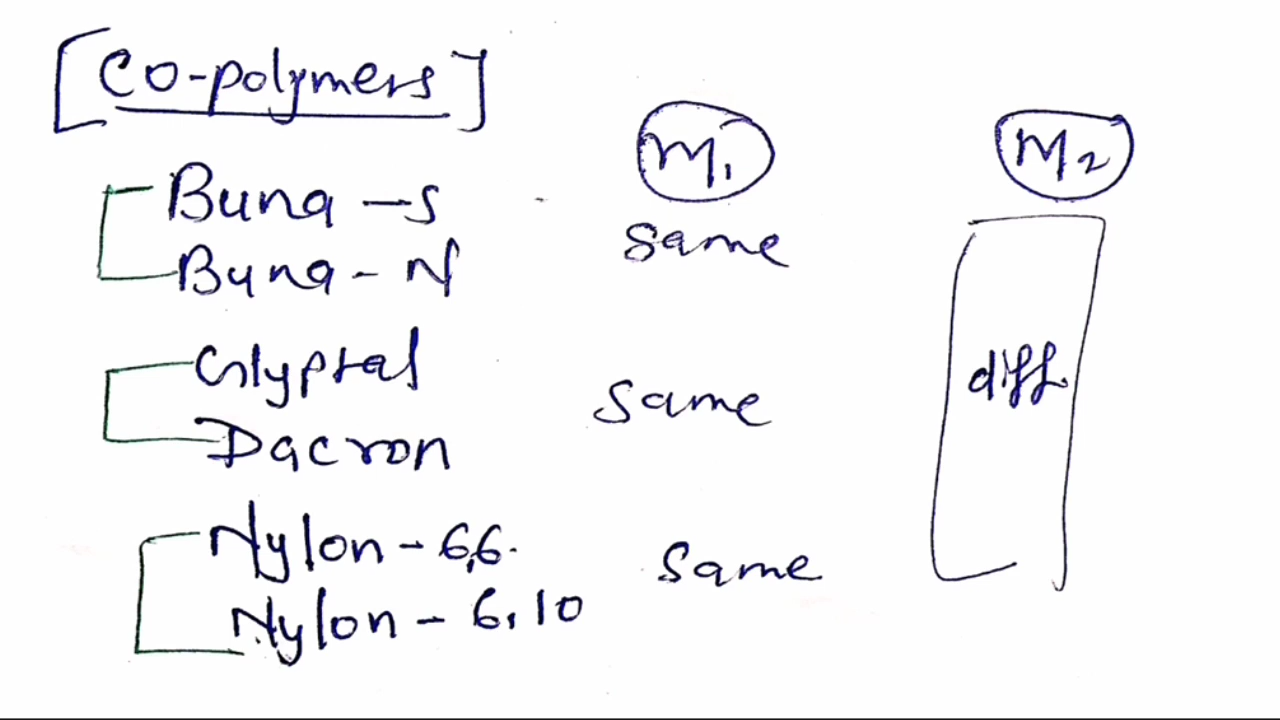 [Co-polymers]
M1 M2
Buna - S same
Buna - N
Glyptal same diff
Dacron
Nylon - 6,6. same
Nylon - 6,10